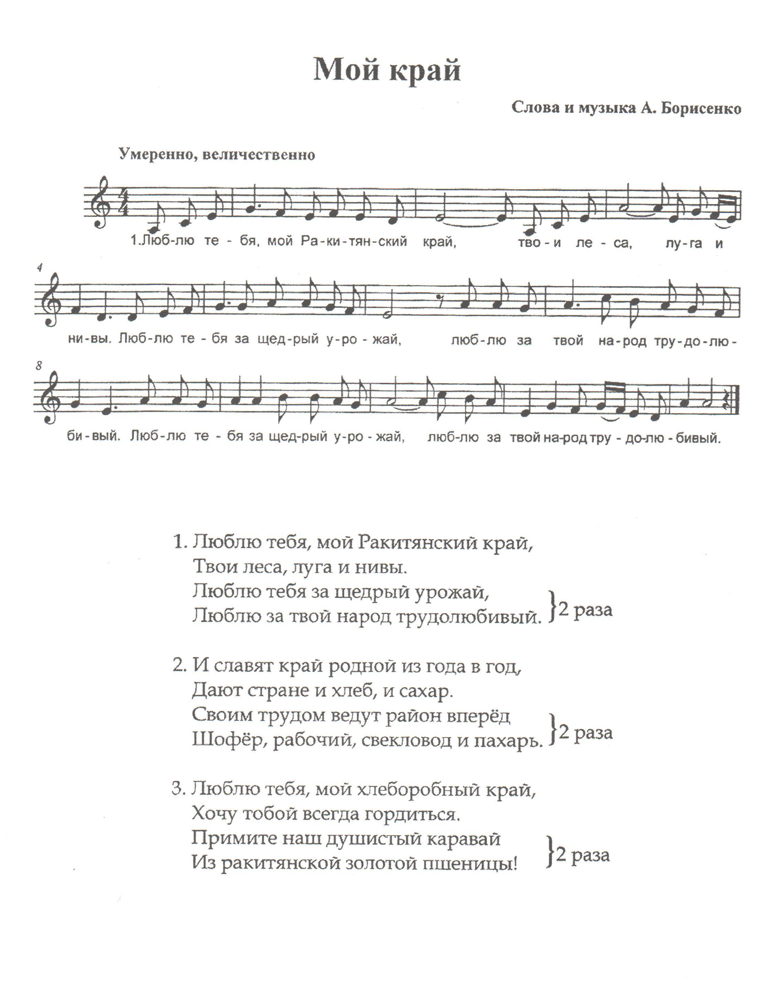 Мой край
Слова и музыка А. Борисенко
Умеренно, величественно
4
4
1.Люб-лю те - бя, мой Ра-ки-тян-ский край, тво-и ле - са, лу-га и
4
ни-вы. Люб-лю те - бя за щед-рый у-ро - жай, люб-лю за твой на-род тру-до-лю-
8
би-вый. Люб-лю те - бя за щед-рый у-ро - жай, люб-лю за твой на-род тру - до-лю - бивый.
1. Люблю тебя, мой Ракитянский край,
Твои леса, луга и нивы.
Люблю тебя за щедрый урожай,
Люблю за твой народ трудолюбивый. }2 раза
2. И славят край родной из года в год,
Дают стране и хлеб, и сахар.
Своим трудом ведут район вперёд
Шофёр, рабочий, свекловод и пахарь. }2 раза
3. Люблю тебя, мой хлеборобный край,
Хочу тобой всегда гордиться.
Примите наш душистый каравай
Из ракитянской золотой пшеницы! }2 раза